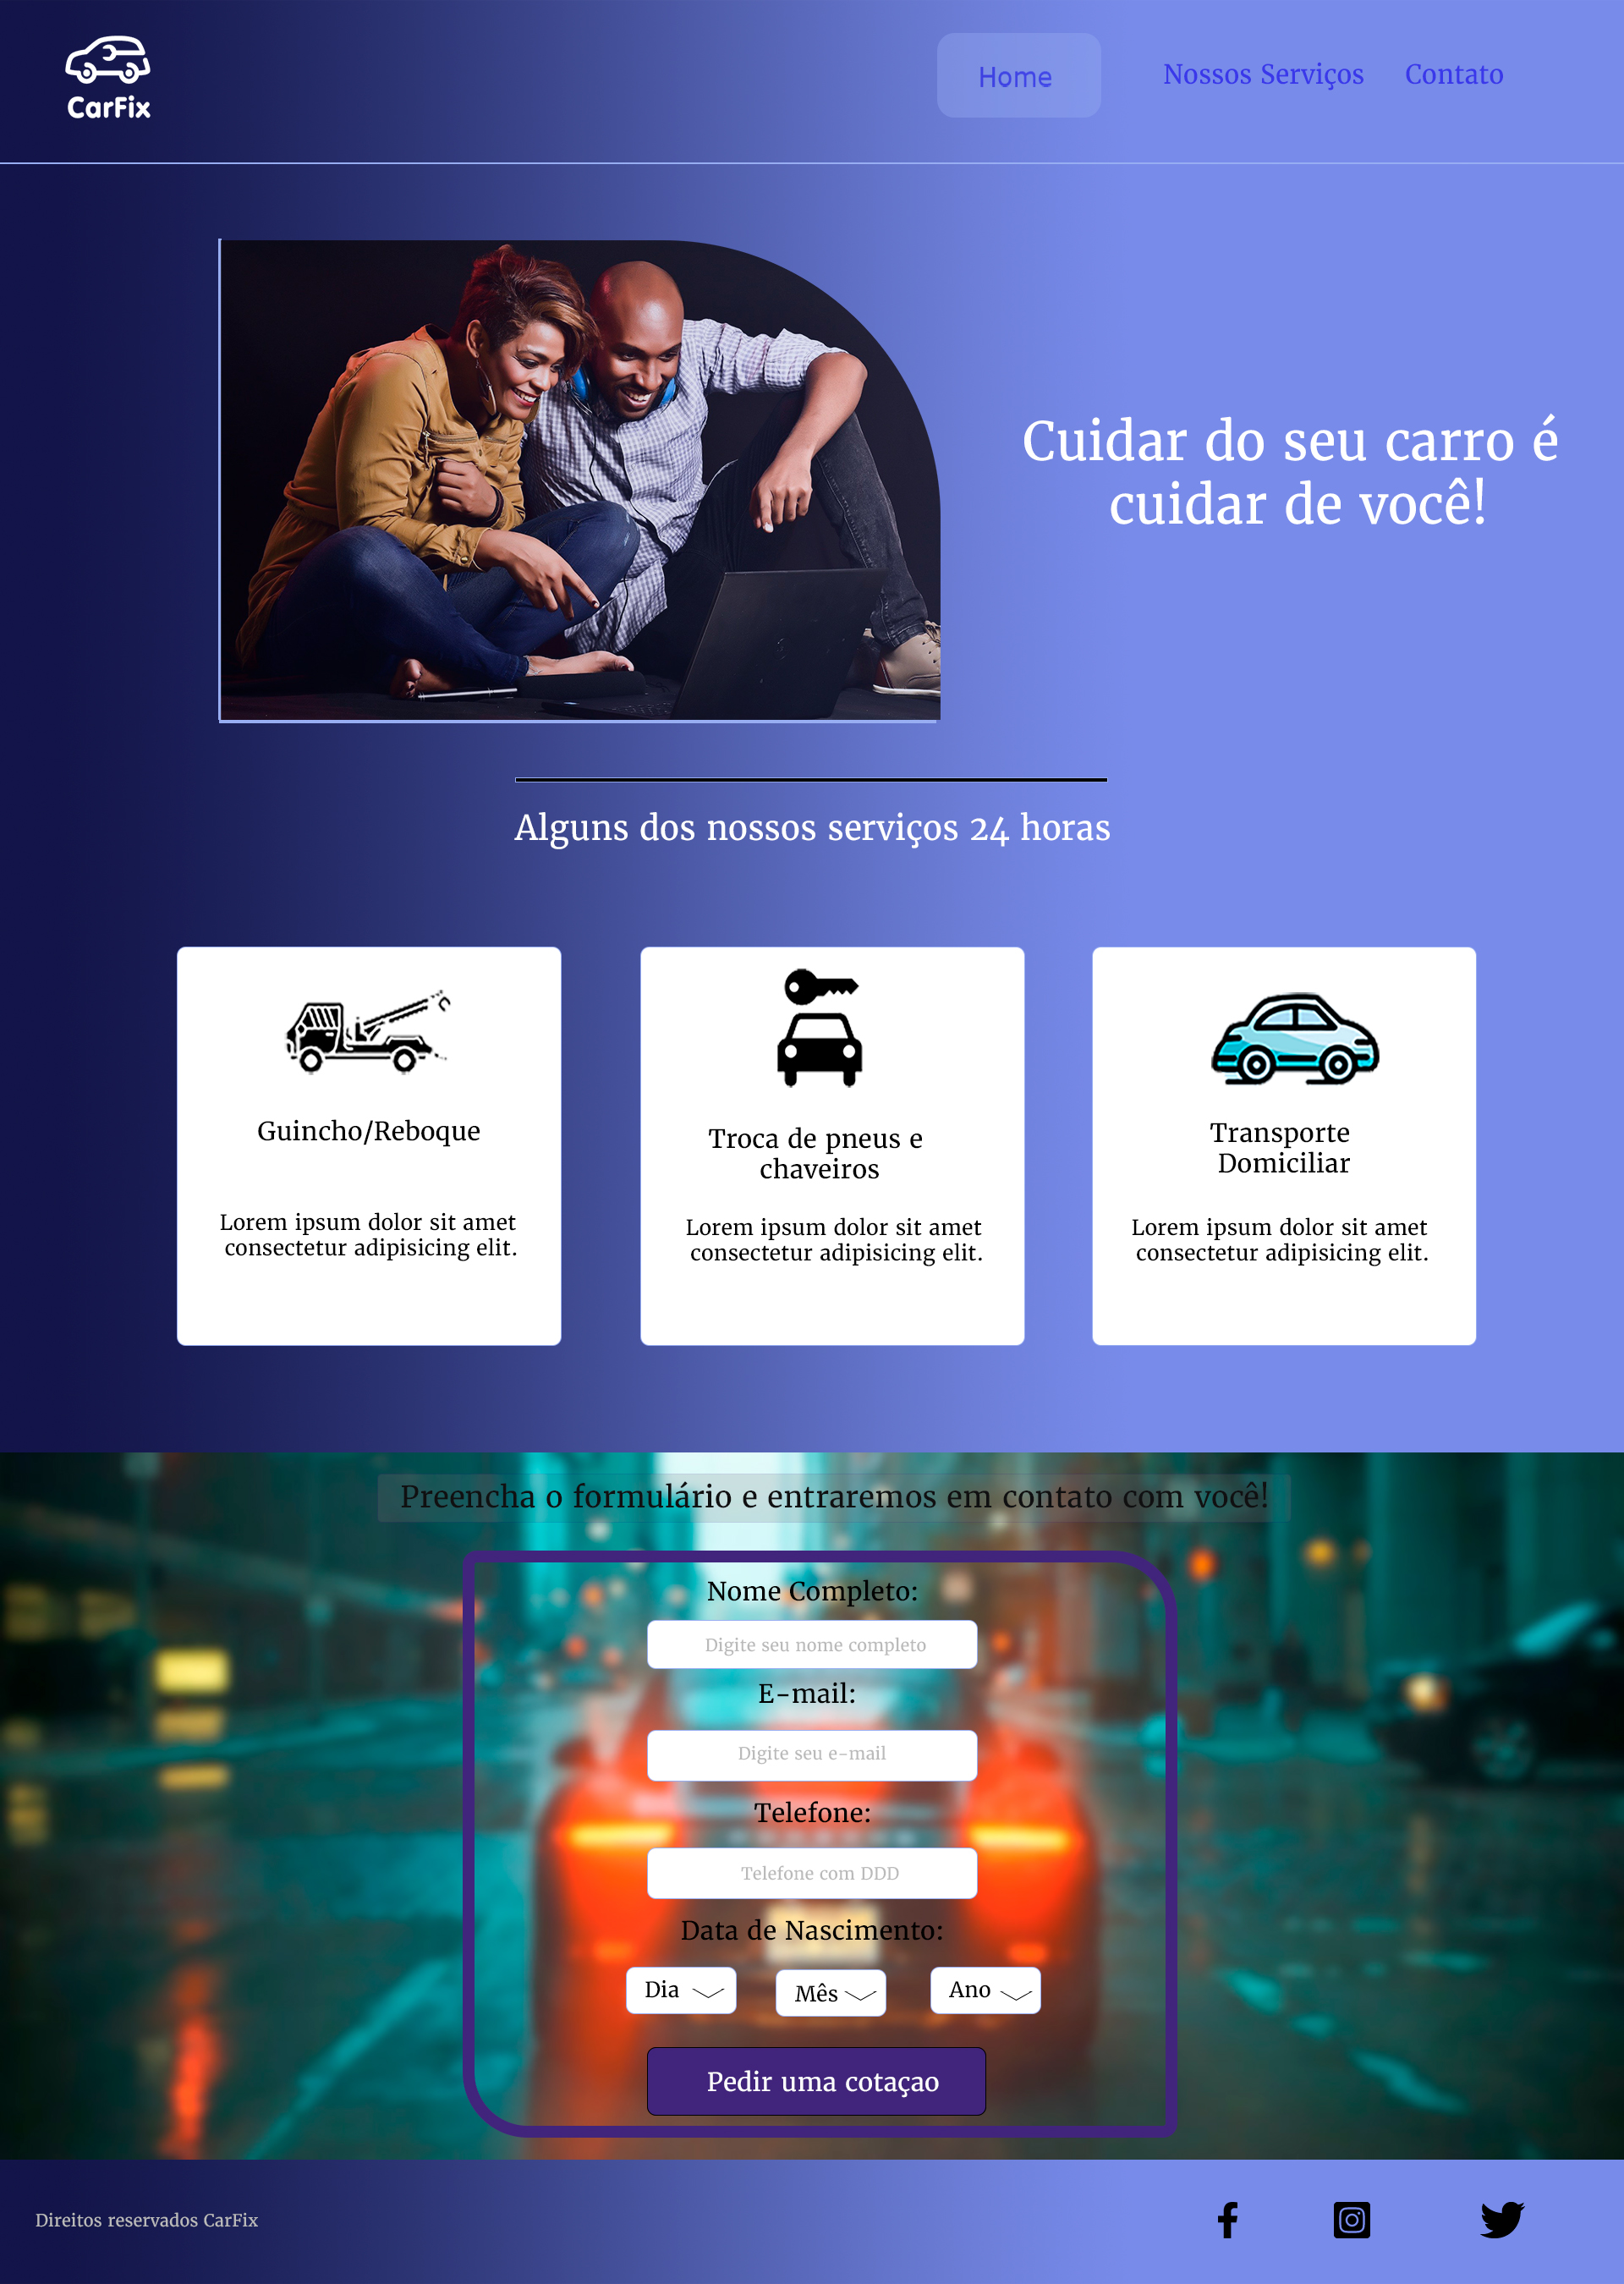 CarFix
Home
Nossos Serviços
Contato
Cuidar do seu carro é
cuidar de você!
Alguns dos nossos serviços 24 horas
Guincho/Reboque
Lorem ipsum dolor sit amet
consectetur adipisicing elit.
Troca de pneus e
chaveiros
Lorem ipsum dolor sit amet
consectetur adipisicing elit.
Transporte
Domiciliar
Lorem ipsum dolor sit amet
consectetur adipisicing elit.
Preencha o formulário e entraremos em contato com você!
Nome Completo:
Digite seu nome completo
E-mail:
Digite seu e-mail
Telefone:
Telefone com DDD
Data de Nascimento:
Dia
Mês
Ano
Pedir uma cotaçao
Direitos reservados CarFix